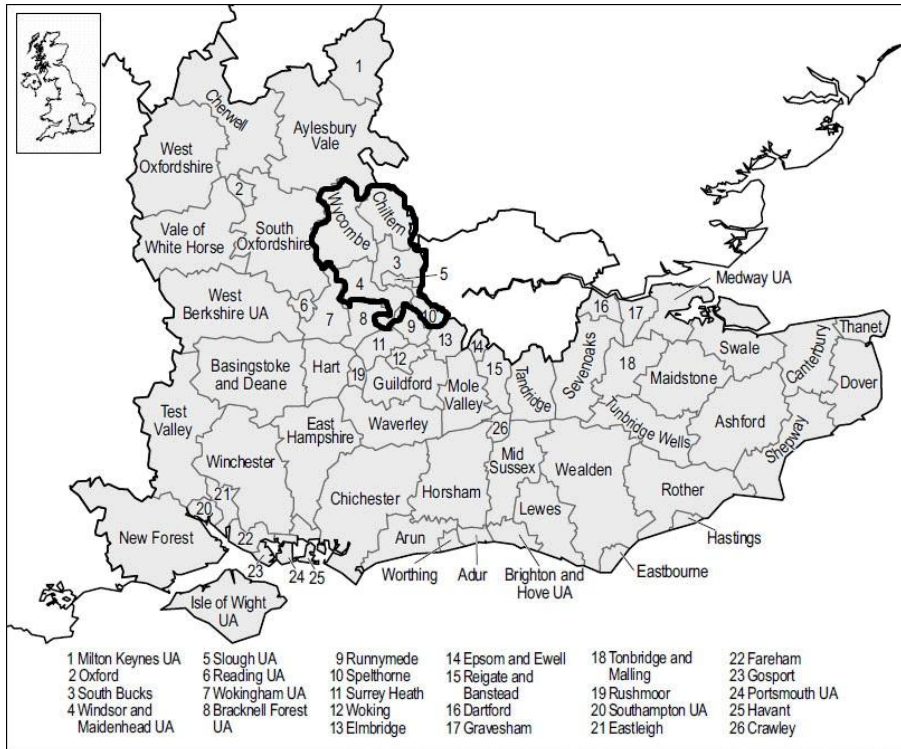 1
Cherwell
Aylesbury
Vale
West
Oxfordshire
2
Wycombe
Chiltern
South
Oxfordshire
Vale of
White Horse
3
5
4
Medway UA
West
Berkshire UA
6
7
8
10
9
16
17
11
13
14
Thanet
Swale
Canterbury
12
15
18
Basingstoke
and Deane
Hart
19
Guildford
Mole
Valley
Tandridge
Sevenoaks
Maidstone
Dover
Test
Valley
East
Hampshire
Waverley
26
Tunbridge Wells
Ashford
Shepway
Winchester
Mid
Sussex
Wealden
Chichester
Horsham
Rother
21
20
Lewes
New Forest
22
Arun
Hastings
23
24
25
Worthing
Adur
Brighton and
Hove UA
Eastbourne
Isle of Wight
UA
1 Milton Keynes UA
2 Oxford
3 South Bucks
4 Windsor and
Maidenhead UA
5 Slough UA
6 Reading UA
7 Wokingham UA
8 Bracknell Forest
UA
9 Runnymede
10 Spelthorne
11 Surrey Heath
12 Woking
13 Elmbridge
14 Epsom and Ewell
15 Reigate and
Banstead
16 Dartford
17 Gravesham
18 Tonbridge and
Malling
19 Rushmoor
20 Southampton UA
21 Eastleigh
22 Fareham
23 Gosport
24 Portsmouth UA
25 Havant
26 Crawley